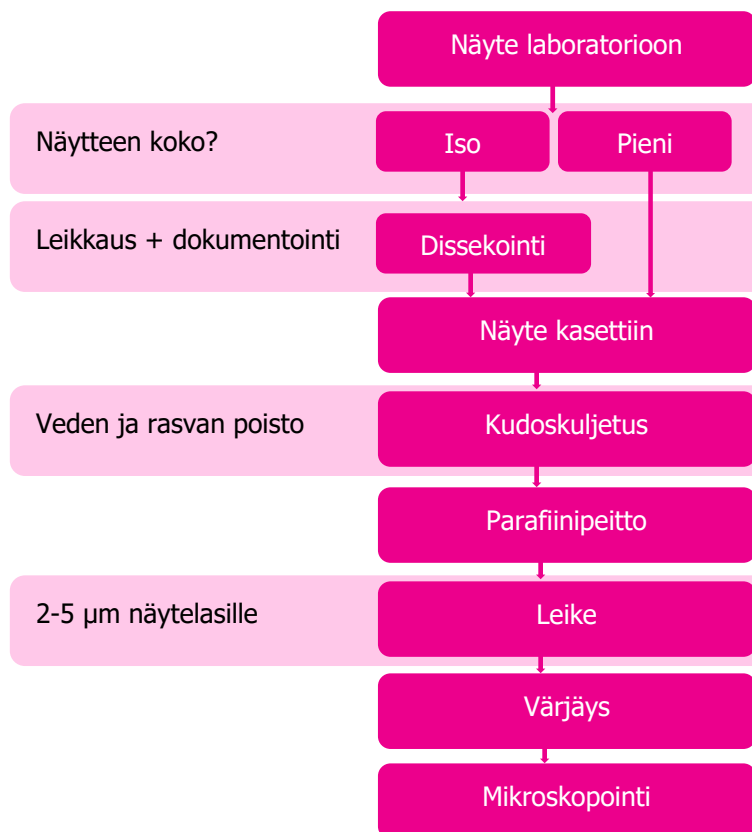 Näyte laboratorioon
Näytteen koko?
Iso
Pieni
Leikkaus + dokumentointi
Dissekointi
Näyte kasettiin
Veden ja rasvan poisto
Kudoskuljetus
Parafiinipeitto
2-5 µm näytelasille
Leike
Värjäys
Mikroskopointi